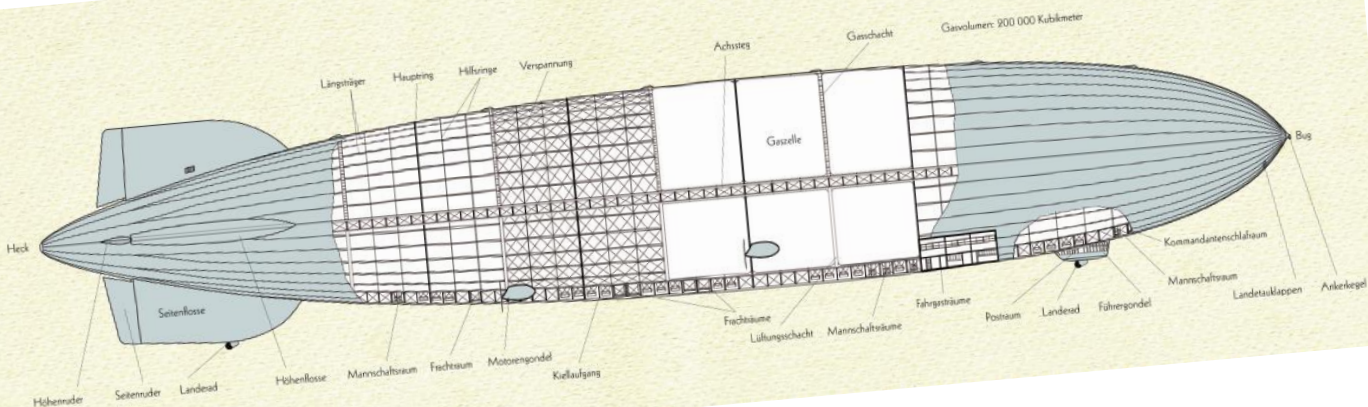 Gasvolumen: 200 000 Kubikmeter
Gasschacht
Achssteg
Verspannung
Hilfsringe
Hauptring
Längsträger
Gaszelle
Bug
Heck
Seitenflosse
Kommandantenschlafraum
Mannschaftsraum
Ankerkegel
Landetauklappen
Führergondel
Landerad
Postraum
Fahrgasträume
Mannschafträume
Lüftungsschacht
Frachträume
Kiellaufgang
Motorengondel
Frachtraum
Mannschaftsraum
Höhenflosse
Landerad
Seitenruder
Höhenruder